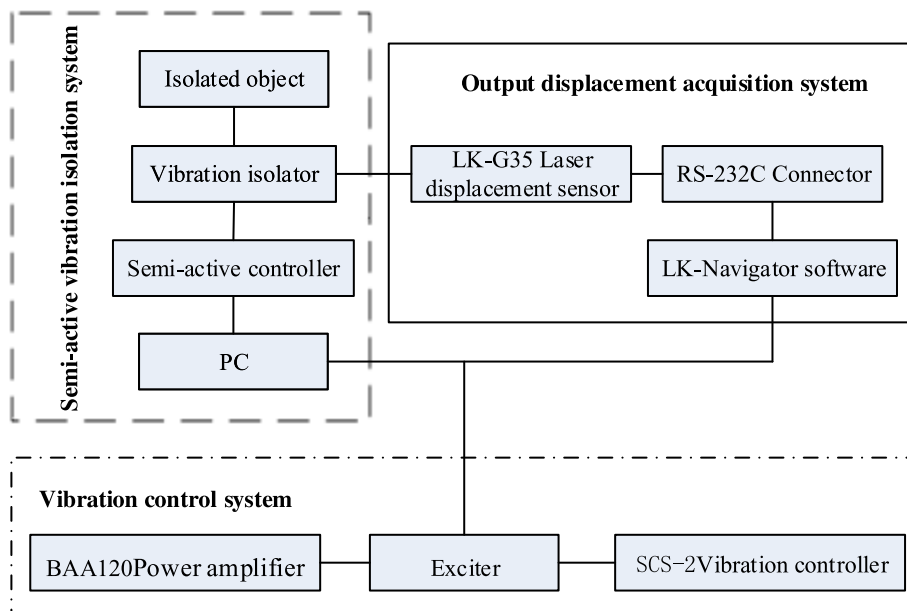 Semi-active vibration isolation system
Isolated object
Vibration isolator
Semi-active controller
PC
Output displacement acquisition system
LK-G35 Laser
displacement sensor
RS-232C Connector
LK-Navigator software
Vibration control system
BAA120Power amplifier
Exciter
SCS-2Vibration controller